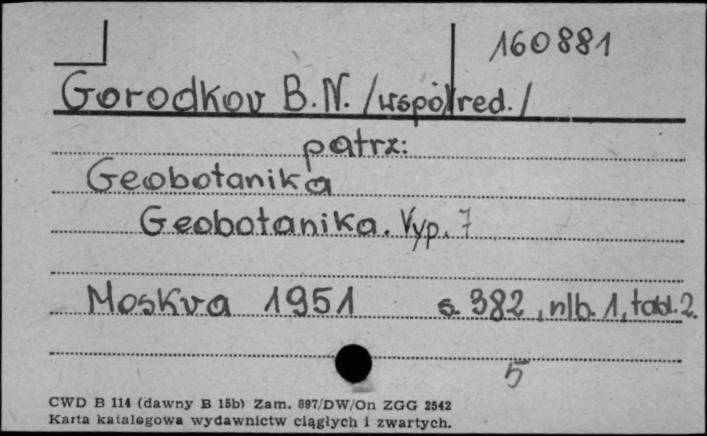 160881
Gorodkov B.N. /współred./
patrz:
Geobotanika
Geobotanika. Vyp. 7
Moskva 1951 s. 382, nlb. 1, tabl. 2.
5
CWD B 114 (dawny B 15b) Zam. 897/DW/On ZGG 2542
Karta katalogowa wydawnictw ciągłych i zwartych.